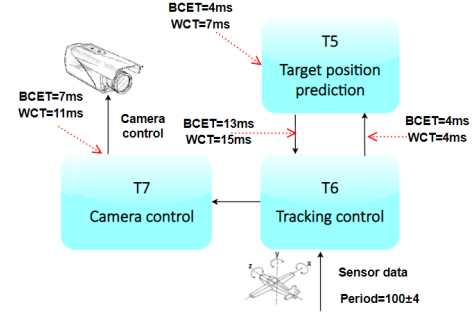 BCET=4ms
WCT=7ms
T5
Target position
prediction
BCET=7ms
WCT=11ms
Camera
control
BCET=13ms
WCT=15ms
BCET=4ms
WCT=4ms
T7
Camera control
T6
Tracking control
y
z
x
Sensor data
Period=100±4